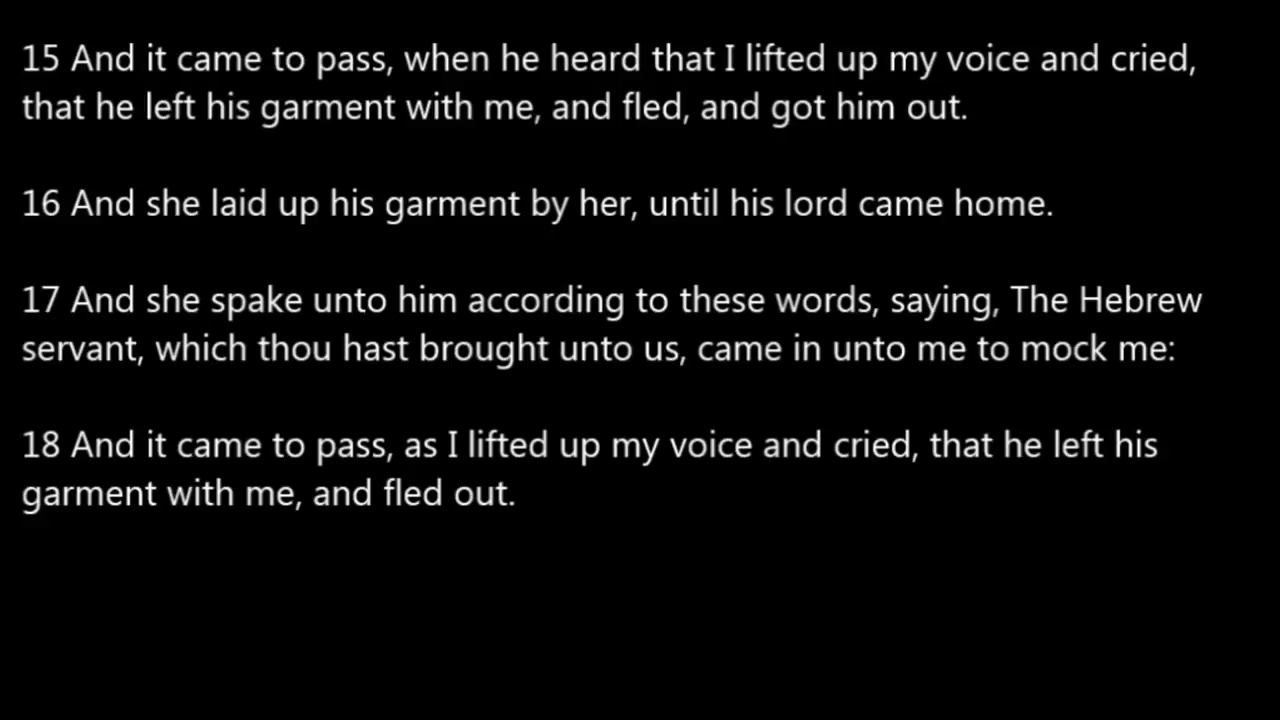 15 And it came to pass, when he heard that I lifted up my voice and cried,
that he left his garment with me, and fled, and got him out.
16 And she laid up his garment by her, until his lord came home.
17 And she spake unto him according to these words, saying, The Hebrew
servant, which thou hast brought unto us, came in unto me to mock me:
18 And it came to pass, as I lifted up my voice and cried, that he left his
garment with me, and fled out.